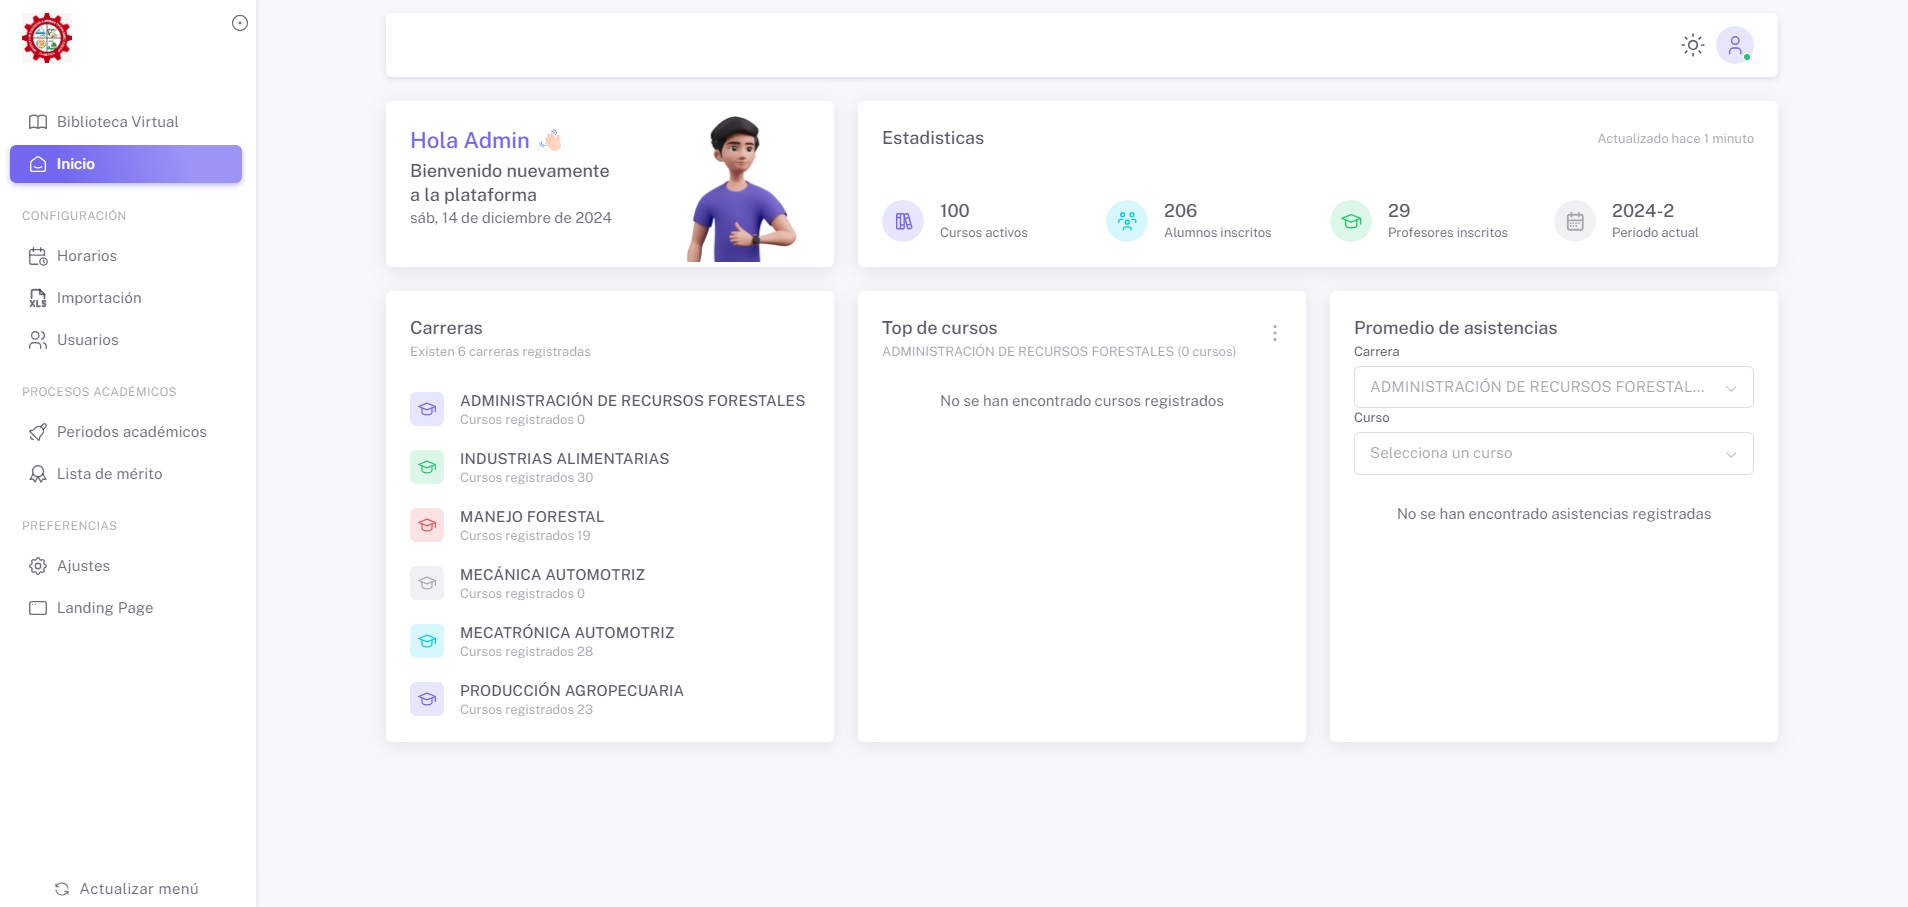 Biblioteca Virtual
Inicio
CONFIGURACIÓN
Horarios
Importación
Usuarios
PROCESOS ACADÉMICOS
Periodos académicos
Lista de mérito
PREFERENCIAS
Ajustes
Landing Page
Actualizar menú
Hola Admin 👋🏻
Bienvenido nuevamente
a la plataforma
sáb, 14 de diciembre de 2024
Estadisticas
Actualizado hace 1 minuto
100
Cursos activos
206
Alumnos inscritos
29
Profesores inscritos
2024-2
Periodo actual
Carreras
Existen 6 carreras registradas
ADMINISTRACIÓN DE RECURSOS FORESTALES
Cursos registrados 0
INDUSTRIAS ALIMENTARIAS
Cursos registrados 30
MANEJO FORESTAL
Cursos registrados 19
MECÁNICA AUTOMOTRIZ
Cursos registrados 0
MECATRÓNICA AUTOMOTRIZ
Cursos registrados 28
PRODUCCIÓN AGROPECUARIA
Cursos registrados 23
Top de cursos
ADMINISTRACIÓN DE RECURSOS FORESTALES (0 cursos)
No se han encontrado cursos registrados
Promedio de asistencias
Carrera
ADMINISTRACIÓN DE RECURSOS FORESTAL...
Curso
Selecciona un curso
No se han encontrado asistencias registradas